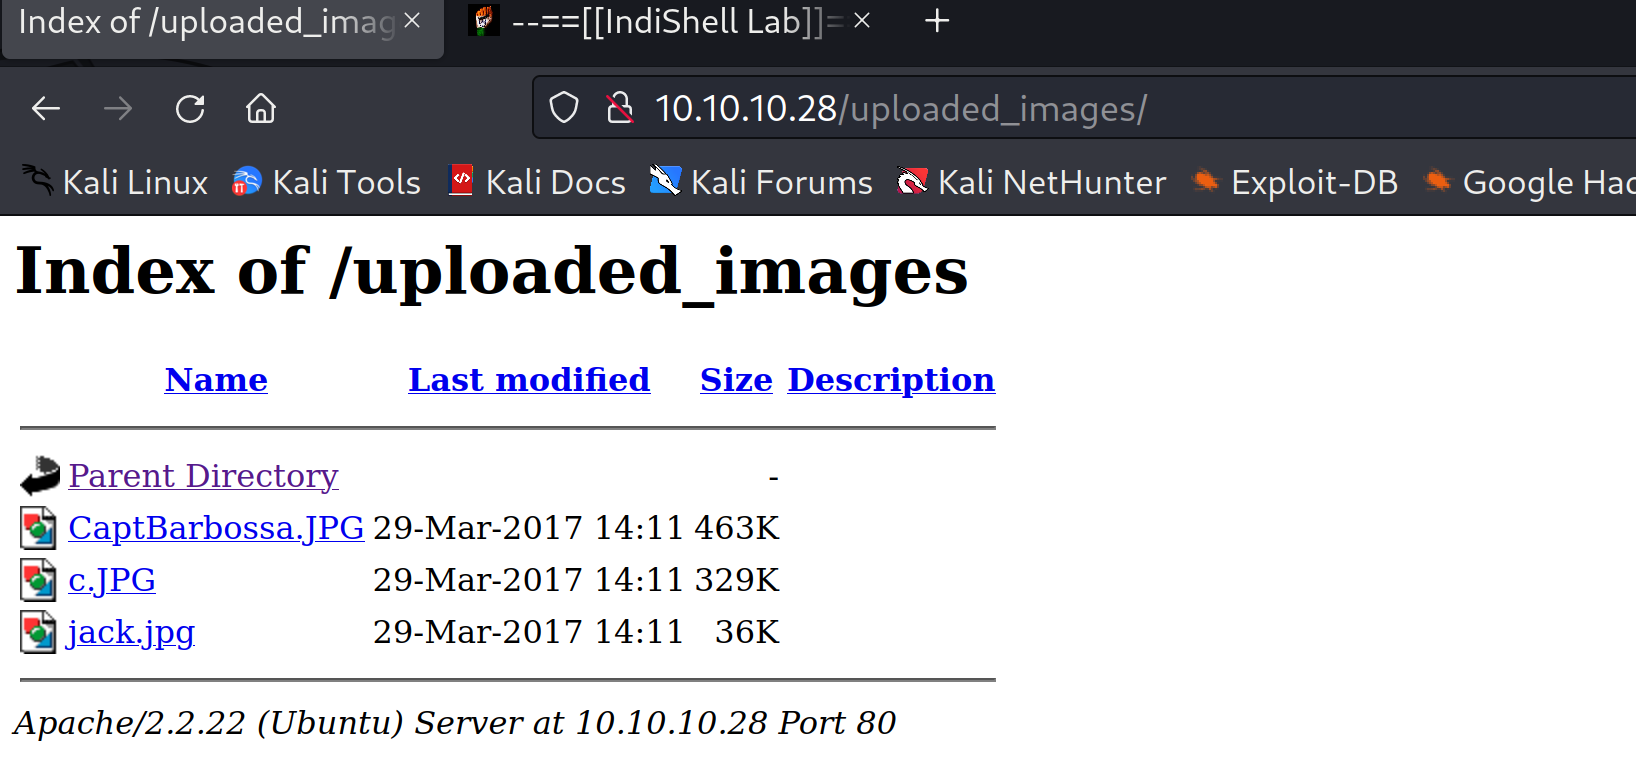 Index of /uploaded_imag
--==[[IndiShell Lab]]=
10.10.10.28/uploaded_images/
Kali Linux Kali Tools Kali Docs Kali Forums Kali NetHunter Exploit-DB Google Hac
Index of /uploaded_images
Name Last modified Size Description
Parent Directory -
CaptBarbossa.JPG 29-Mar-2017 14:11 463K
c.JPG 29-Mar-2017 14:11 329K
jack.jpg 29-Mar-2017 14:11 36K
Apache/2.2.22 (Ubuntu) Server at 10.10.10.28 Port 80